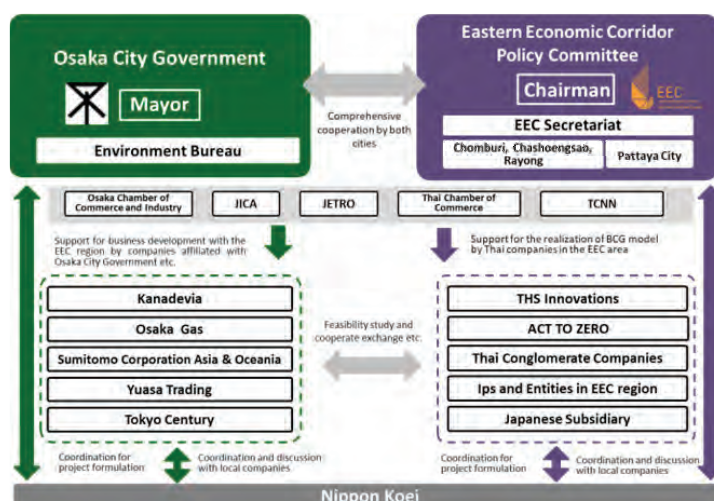 Osaka City Government
Mayor
Environment Bureau
Comprehensive
cooperation by both
cities
Eastern Economic Corridor
Policy Committee
Chairman
EEC
EEC Secretariat
Chomburi, Chashoengsao,
Rayong
Pattaya City
Osaka Chamber of
Commerce and Industry
JICA
JETRO
Thai Chamber of
Commerce
TCNN
Support for business development with the
EEC region by companies affiliated with
Osaka City Government etc.
Support for the realization of BCG model
by Thai companies in the EEC area
Kanadevia
Osaka Gas
Sumitomo Corporation Asia & Oceania
Yuasa Trading
Tokyo Century
Feasibility study and
cooperate exchange etc.
THS Innovations
ACT TO ZERO
Thai Conglomerate Companies
Ips and Entities in EEC region
Japanese Subsidiary
Coordination for
project formulation
Coordination and discussion
with local companies
Coordination for
project formulation
Coordination and discussion
with local companies
Nippon Koei